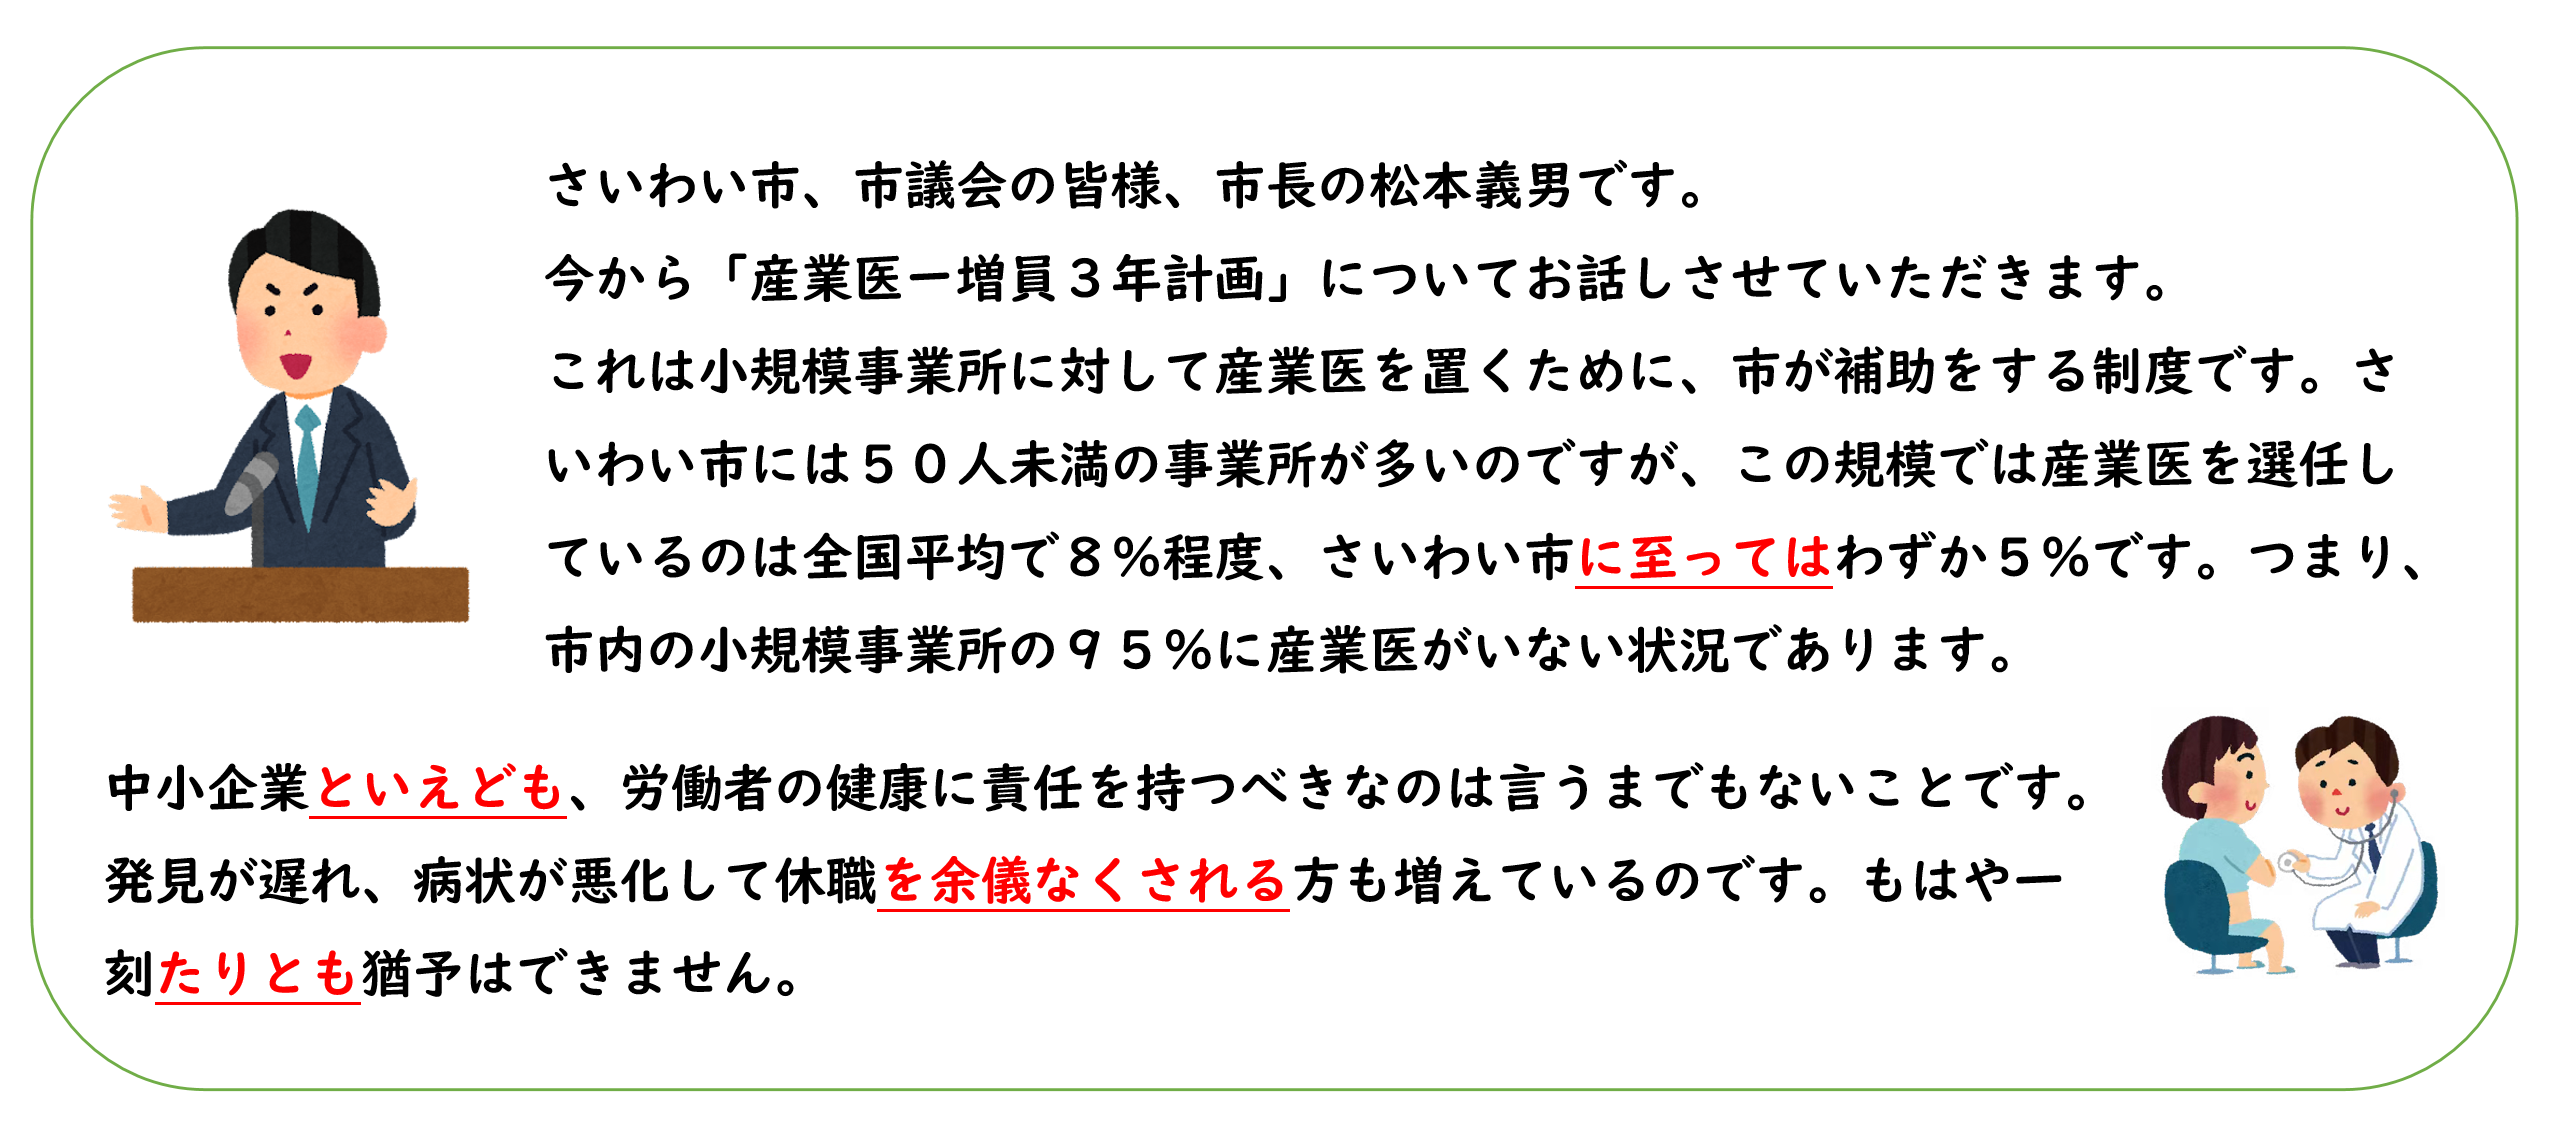 さいわい市、市議会の皆様、市長の松本義男です。
今から「産業医ー増員３年計画」についてお話しさせていただきます。
これは小規模事業所に対して産業医を置くために、市が補助をする制度です。さ
いわい市には５０人未満の事業所が多いのですが、この規模では産業医を選任し
ているのは全国平均で８％程度、さいわい市に至ってはわずか５％です。つまり、
市内の小規模事業所の９５％に産業医がいない状況であります。
中小企業といえども、労働者の健康に責任を持つべきなのは言うまでもないことです。
発見が遅れ、病状が悪化して休職を余儀なくされる方も増えているのです。もはや一
刻たりとも猶予はできません。